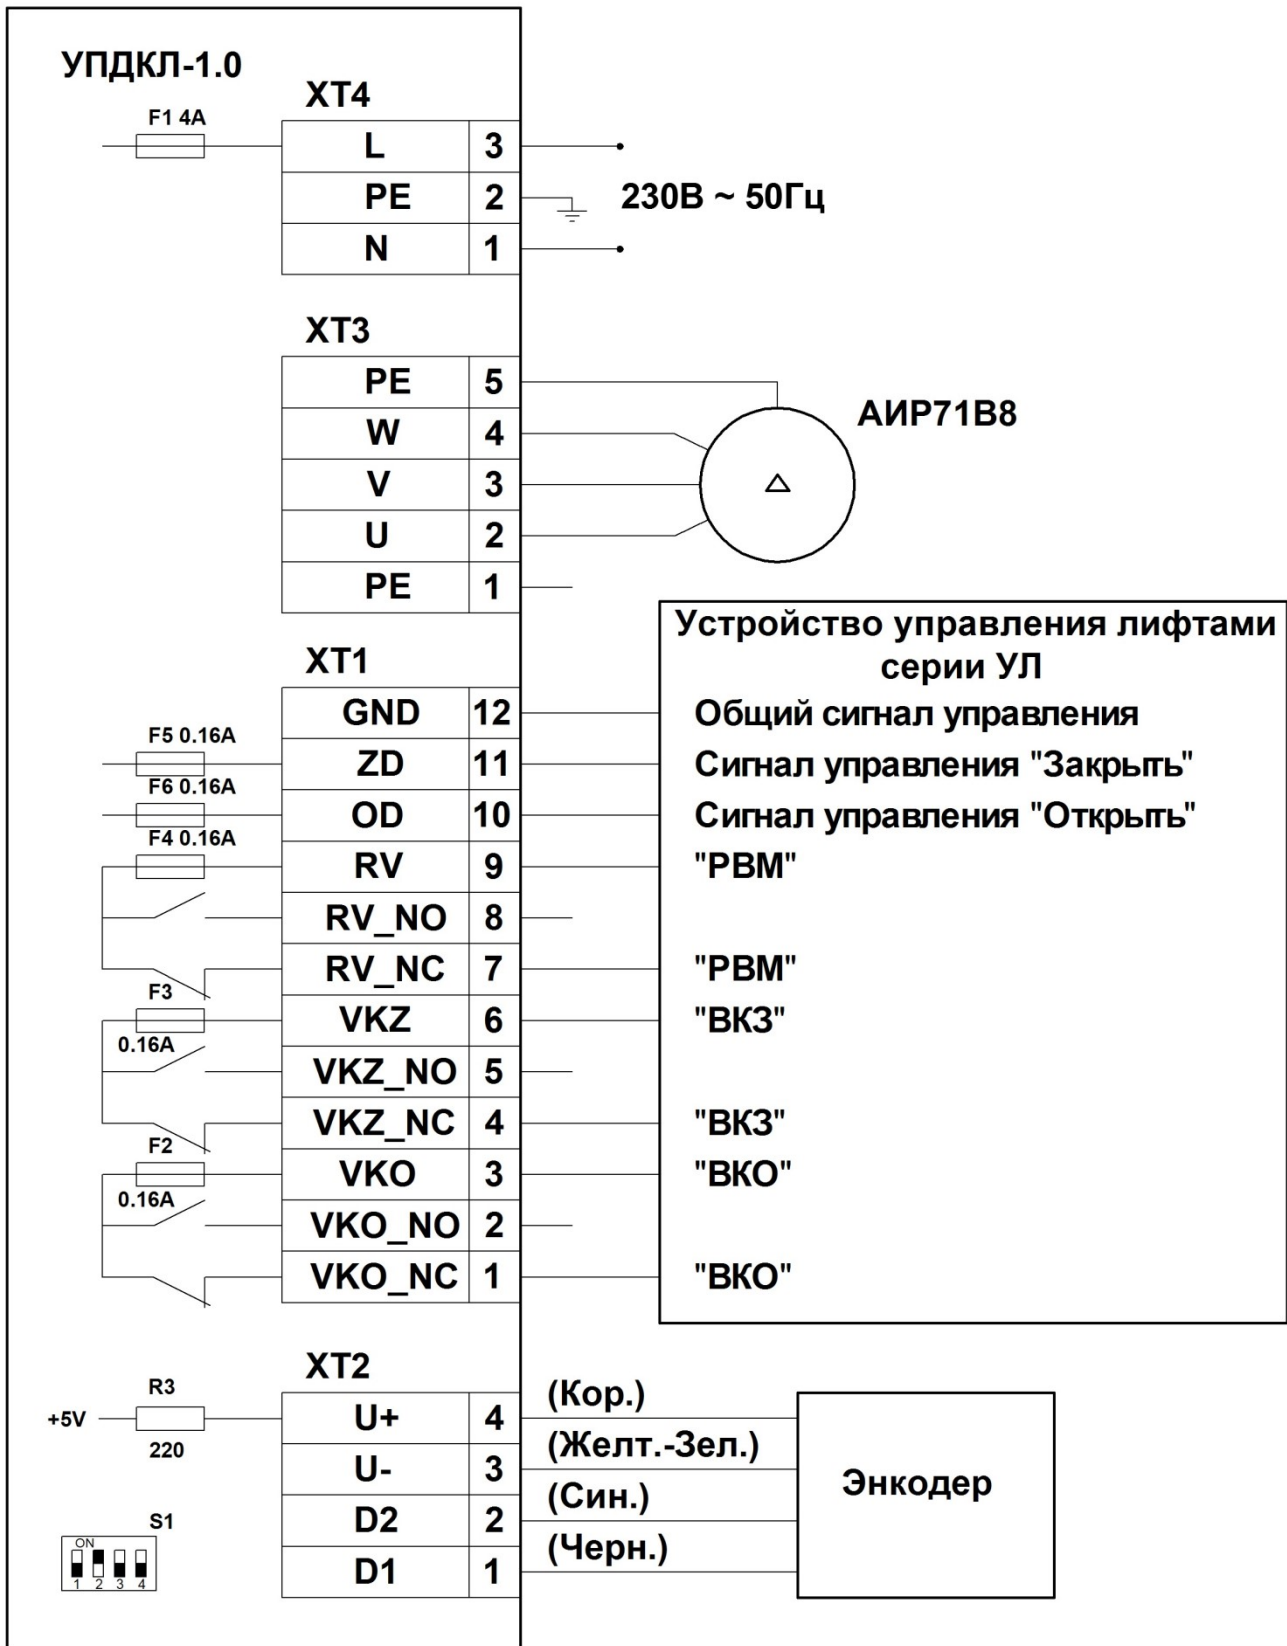 УПДКЛ-1.0
XT4
F1 4A
L 3
PE 2
N 1
230В ~ 50Гц
XT3
PE 5
W 4
V 3
U 2
PE 1
АИР71В8
Устройство управления лифтами
серии УЛ
XT1
GND 12 Общий сигнал управления
F5 0.16A
ZD 11 Сигнал управления "Закрыть"
F6 0.16A
OD 10 Сигнал управления "Открыть"
F4 0.16A
RV 9 "РВМ"
RV_NO 8
RV_NC 7 "РВМ"
F3
VKZ 6 "ВКЗ"
0.16A
VKZ_NO 5
VKZ_NC 4 "ВКЗ"
F2
VKO 3 "ВКО"
0.16A
VKO_NO 2
VKO_NC 1 "ВКО"
XT2
R3
+5V
220
U+ 4 (Кор.)
U- 3 (Желт.-Зел.)
D2 2 (Син.)
D1 1 (Черн.)
Энкодер
S1
ON
1 2 3 4